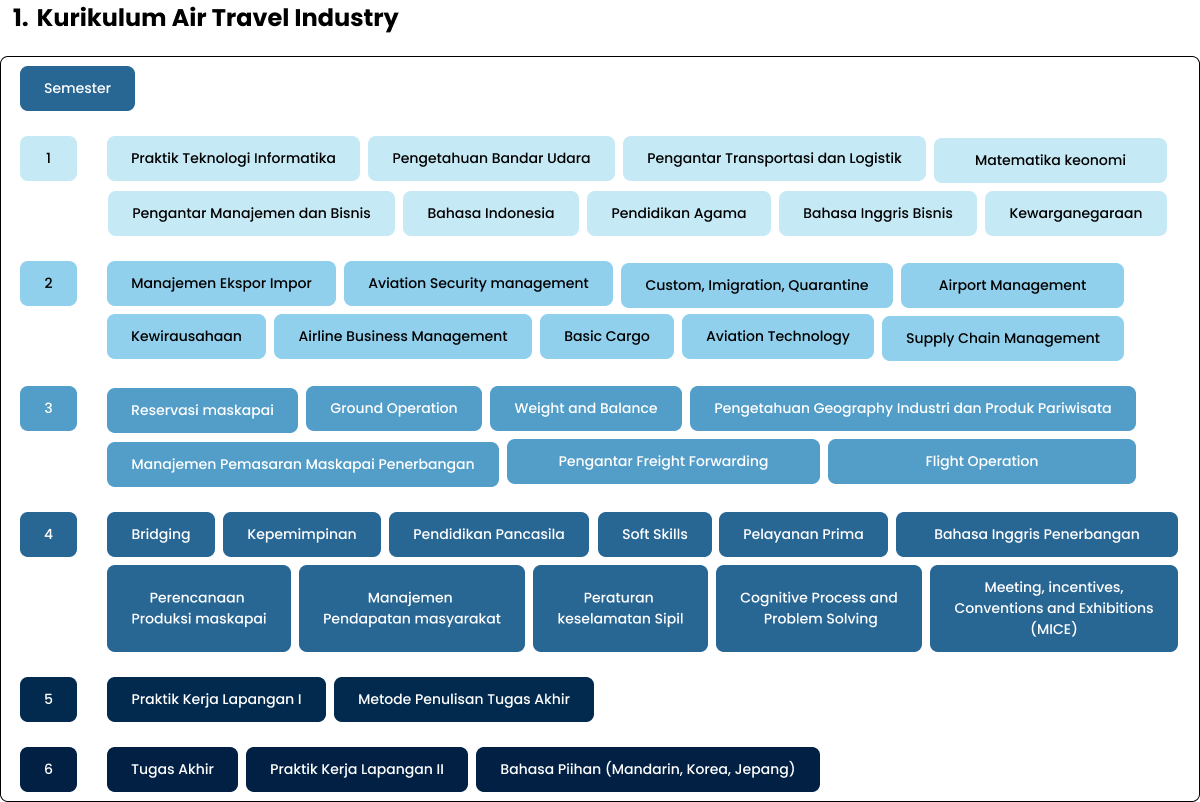 1. Kurikulum Air Travel Industry
Semester
1
Praktik Teknologi Informatika
Pengetahuan Bandar Udara
Pengantar Transportasi dan Logistik
Matematika keonomi
Pengantar Manajemen dan Bisnis
Bahasa Indonesia
Pendidikan Agama
Bahasa Inggris Bisnis
Kewarganegaraan
2
Manajemen Ekspor Impor
Aviation Security management
Custom, Imigration, Quarantine
Airport Management
Kewirausahaan
Airline Business Management
Basic Cargo
Aviation Technology
Supply Chain Management
3
Reservasi maskapai
Ground Operation
Weight and Balance
Pengetahuan Geography Industri dan Produk Pariwisata
Manajemen Pemasaran Maskapai Penerbangan
Pengantar Freight Forwarding
Flight Operation
4
Bridging
Kepemimpinan
Pendidikan Pancasila
Soft Skills
Pelayanan Prima
Bahasa Inggris Penerbangan
Perencanaan
Produksi maskapai
Manajemen
Pendapatan masyarakat
Peraturan
keselamatan Sipil
Cognitive Process and
Problem Solving
Meeting, incentives,
Conventions and Exhibitions
(MICE)
5
Praktik Kerja Lapangan I
Metode Penulisan Tugas Akhir
6
Tugas Akhir
Praktik Kerja Lapangan II
Bahasa Piihan (Mandarin, Korea, Jepang)